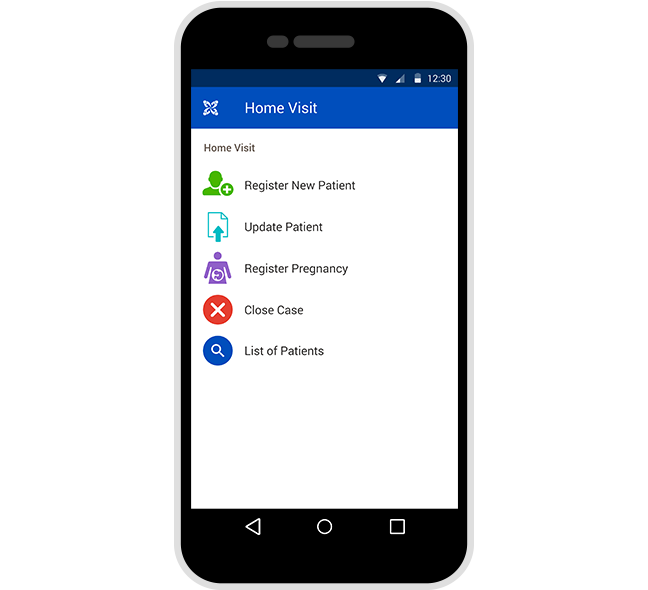 12:30
Home Visit
Home Visit
Register New Patient
Update Patient
Register Pregnancy
Close Case
List of Patients